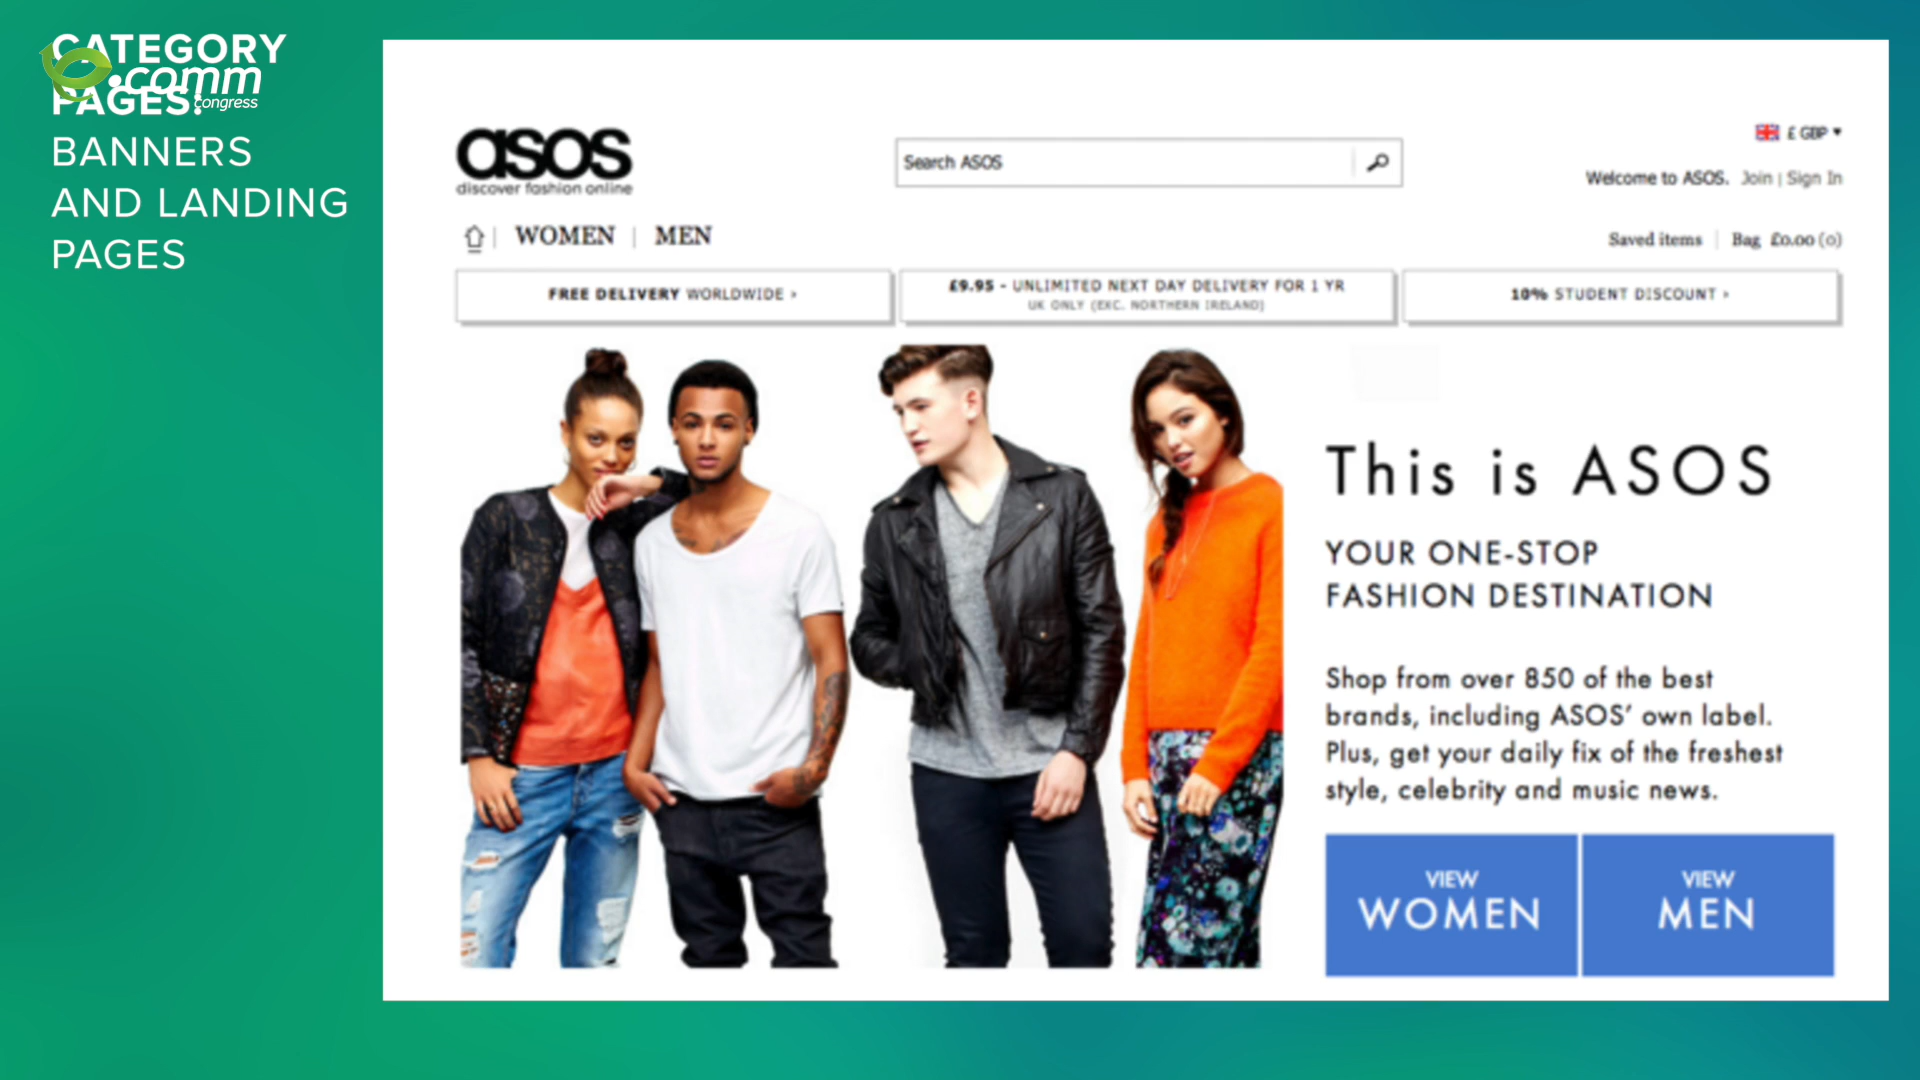 CATEGORY
PAGES:
e.comm
congress
BANNERS
AND LANDING
PAGES
asos
discover fashion online
Search ASOS
£ GBP
Welcome to ASOS. Join | Sign In
WOMEN | MEN
Saved items | Bag £0.00 (0)
FREE DELIVERY WORLDWIDE >
£9.95 - UNLIMITED NEXT DAY DELIVERY FOR 1 YR
UK ONLY (EXC. NORTHERN IRELAND)
10% STUDENT DISCOUNT >
This is ASOS
YOUR ONE-STOP
FASHION DESTINATION
Shop from over 850 of the best
brands, including ASOS’ own label.
Plus, get your daily fix of the freshest
style, celebrity and music news.
VIEW
WOMEN
VIEW
MEN